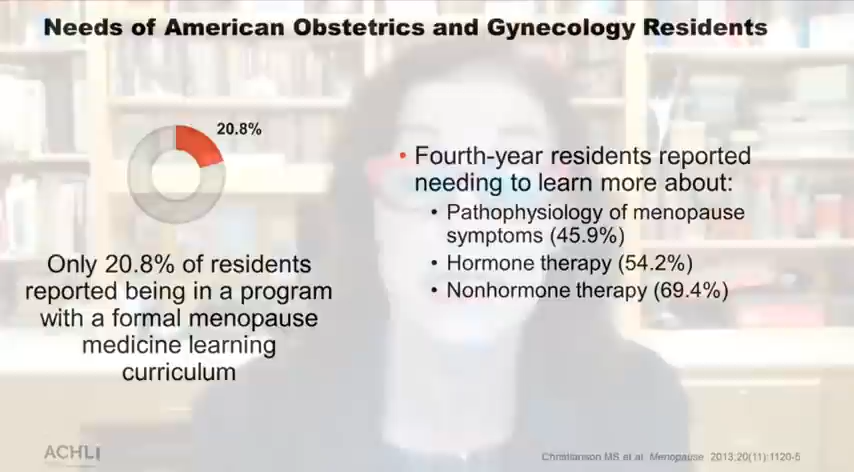 Needs of American Obstetrics and Gynecology Residents
20.8%
Only 20.8% of residents
reported being in a program
with a formal menopause
medicine learning
curriculum
• Fourth-year residents reported
needing to learn more about:
• Pathophysiology of menopause
symptoms (45.9%)
• Hormone therapy (54.2%)
• Nonhormone therapy (69.4%)
ACHLI
Christianson MS et al. Menopause 2013;20(11):1120-5